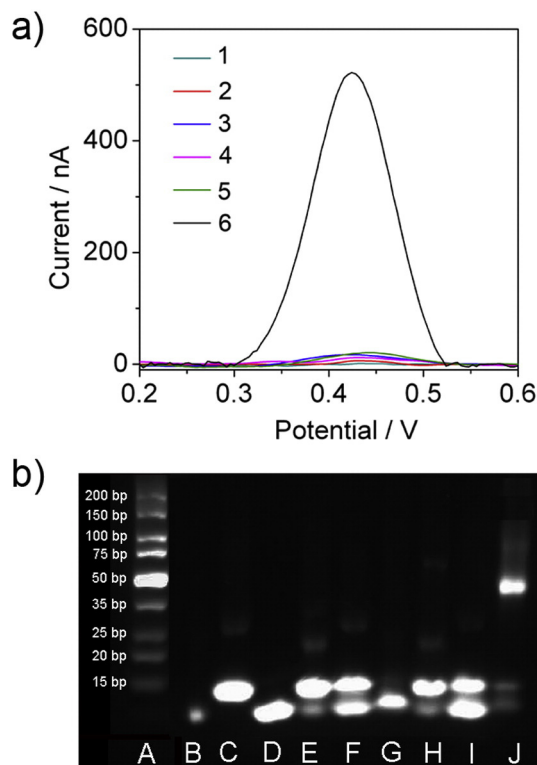 a)
600
400
200
0
Current / nA
1
2
3
4
5
6
0.2 0.3 0.4 0.5 0.6
Potential / V
b)
200 bp
150 bp
100 bp
75 bp
50 bp
35 bp
25 bp
20 bp
15 bp
A B C D E F G H I J